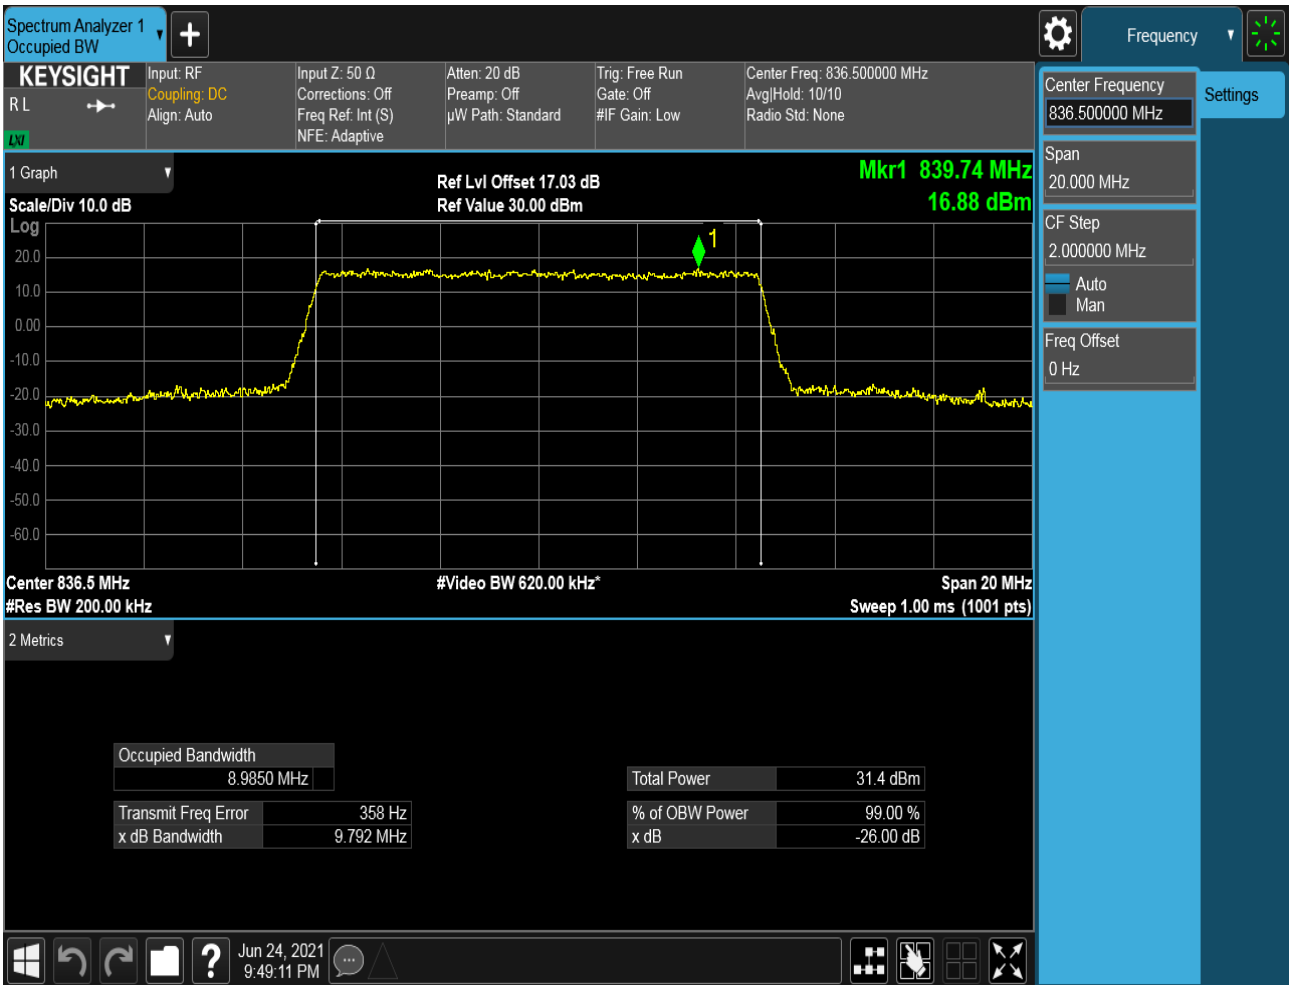 Spectrum Analyzer 1
Occupied BW
Frequency
KEYSIGHT
R L
LXI
Input: RF
Coupling: DC
Align: Auto
Input Z: 50 Ω
Corrections: Off
Freq Ref: Int (S)
NFE: Adaptive
Atten: 20 dB
Preamp: Off
µW Path: Standard
Trig: Free Run
Gate: Off
#IF Gain: Low
Center Freq: 836.500000 MHz
Avg|Hold: 10/10
Radio Std: None
Center Frequency
836.500000 MHz
Settings
Span
20.000 MHz
CF Step
2.000000 MHz
Auto
Man
Freq Offset
0 Hz
1 Graph
Scale/Div 10.0 dB
Ref Lvl Offset 17.03 dB
Ref Value 30.00 dBm
Mkr1 839.74 MHz
16.88 dBm
Log
1
20.0
10.0
0.00
-10.0
-20.0
-30.0
-40.0
-50.0
-60.0
Center 836.5 MHz
#Video BW 620.00 kHz*
Span 20 MHz
#Res BW 200.00 kHz
Sweep 1.00 ms (1001 pts)
2 Metrics
Occupied Bandwidth
8.9850 MHz
Total Power 31.4 dBm
Transmit Freq Error 358 Hz
% of OBW Power 99.00 %
x dB Bandwidth 9.792 MHz
x dB -26.00 dB
?
Jun 24, 2021
9:49:11 PM